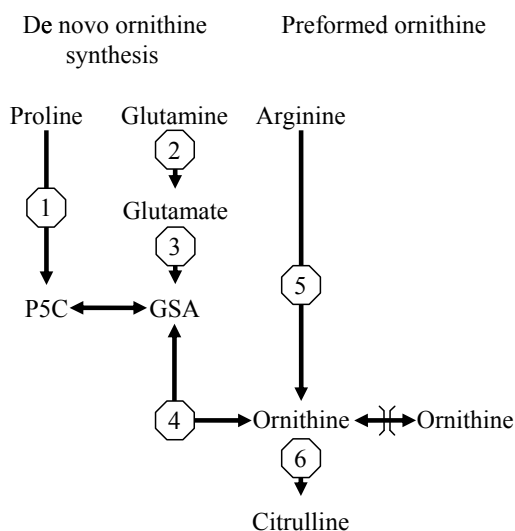 De novo ornithine
synthesis
Preformed ornithine
Proline
Glutamine
Arginine
2
1
Glutamate
3
P5C
GSA
5
4
Ornithine
Ornithine
6
Citrulline